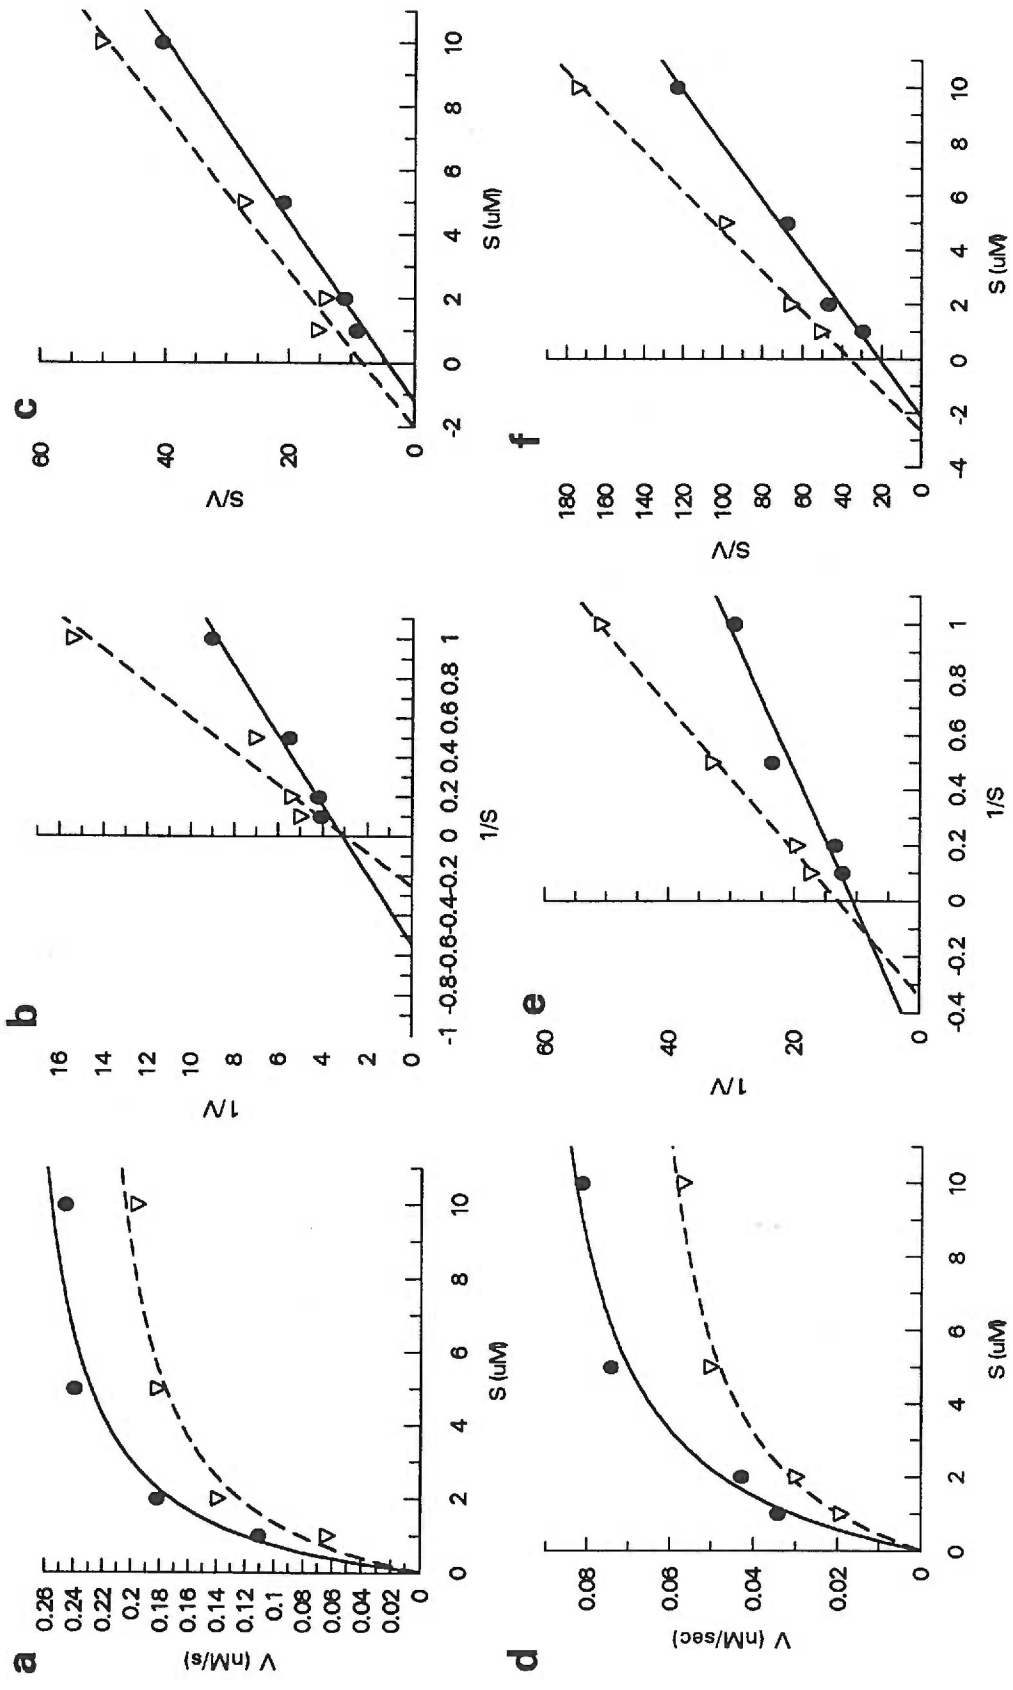 a
V (nM/s)
0.26
0.24
0.22
0.2
0.18
0.16
0.14
0.12
0.1
0.08
0.06
0.04
0.02
0
0 2 4 6 8 10
S (uM)
b
1/V
16
14
12
10
8
6
4
2
0
-1 -0.8-0.6-0.4-0.2 0 0.2 0.4 0.6 0.8 1
1/S
c
S/V
60
40
20
0
-2 0 2 4 6 8 10
S (uM)
d
V (nM/sec)
0.08
0.06
0.04
0.02
0
0 2 4 6 8 10
S (uM)
e
1/V
60
40
20
0
-0.4 -0.2 0 0.2 0.4 0.6 0.8 1
1/S
f
S/V
180
160
140
120
100
80
60
40
20
0
-4 -2 0 2 4 6 8 10
S (uM)